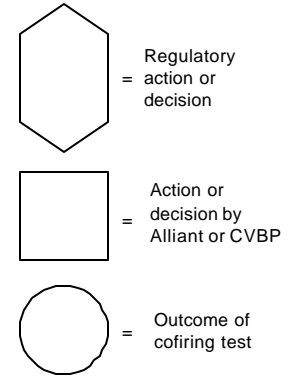 Regulatory
= action or
decision
Action or
= decision by
Alliant or CVBP
Outcome of
= cofiring test